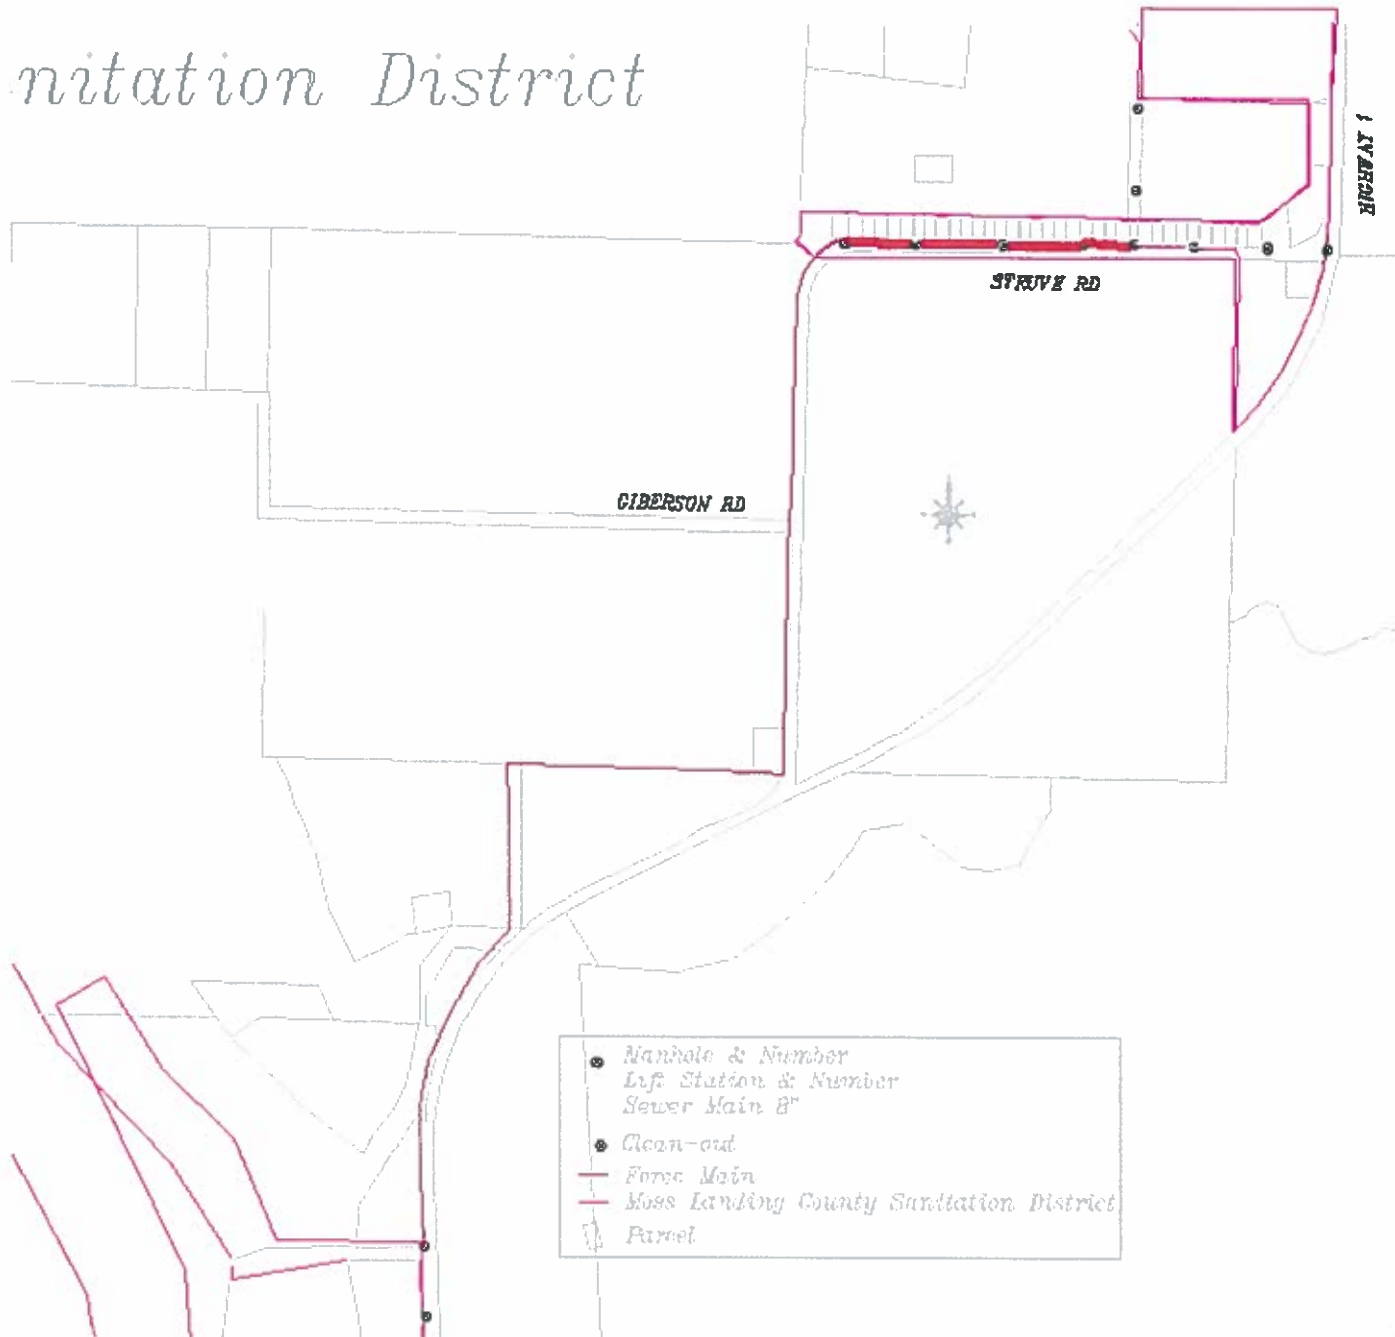 nitation District
HIGHWAY 1
STRUVE RD
GIBERSON RD
Manhole & Number
Lift Station & Number
Sewer Main 8"
Clean-out
Force Main
Moss Landing County Sanitation District
Parcel